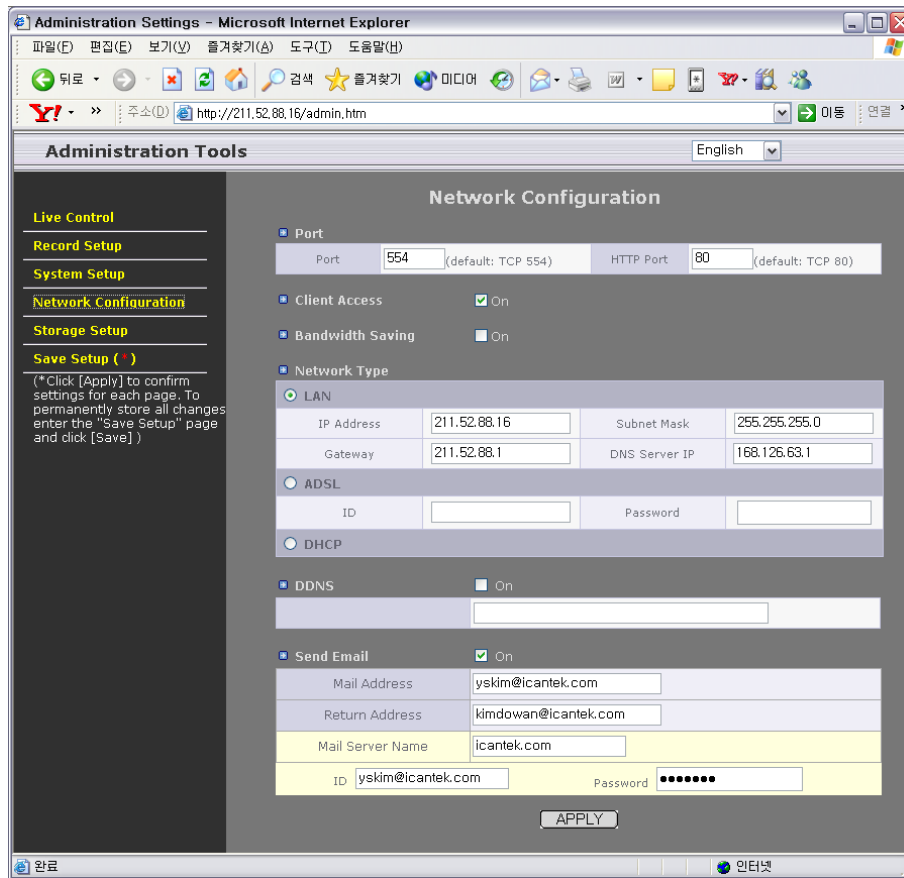 Administration Settings - Microsoft Internet Explorer
파일(F) 편집(E) 보기(V) 즐겨찾기(A) 도구(T) 도움말(H)
뒤로 검색 즐겨찾기 미디어 W
Y! » 주소(D) http://211.52.88.16/admin.htm 이동 연결 »
Administration Tools English
Network Configuration
Live Control
Record Setup
System Setup
Network Configuration
Storage Setup
Save Setup (*)
(*Click [Apply] to confirm
settings for each page. To
permanently store all changes
enter the "Save Setup" page
and click [Save] )
Port
Port 554 (default: TCP 554) HTTP Port 80 (default: TCP 80)
Client Access On
Bandwidth Saving On
Network Type
LAN
IP Address 211.52.88.16 Subnet Mask 255.255.255.0
Gateway 211.52.88.1 DNS Server IP 168.126.63.1
ADSL
ID Password
DHCP
DDNS On
Send Email On
Mail Address yskim@icantek.com
Return Address kimdowan@icantek.com
Mail Server Name icantek.com
ID yskim@icantek.com Password ●●●●●●●
APPLY
완료 인터넷